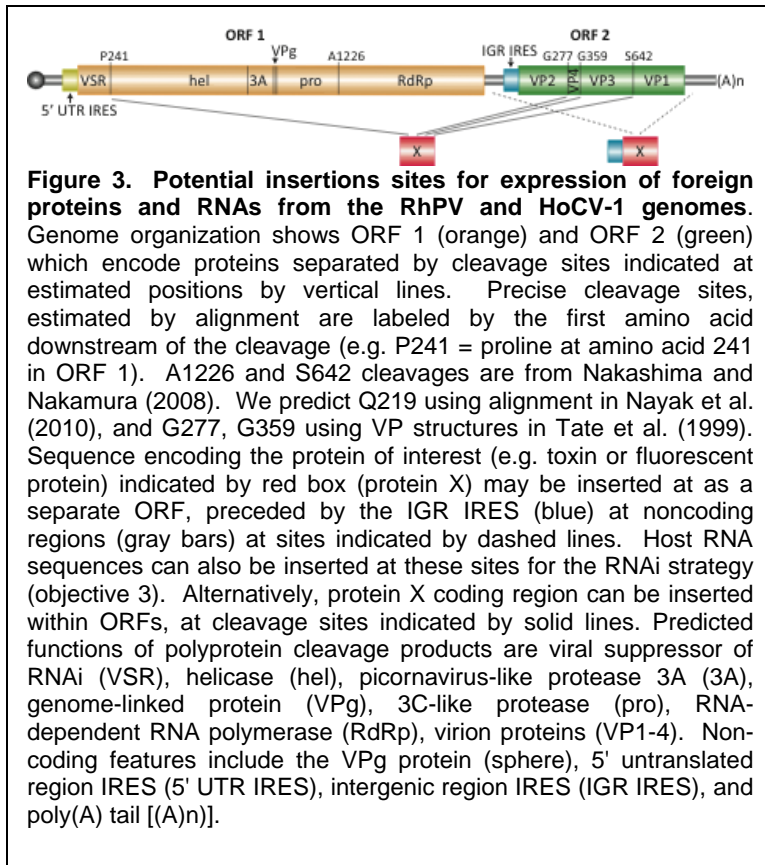 ORF 1
ORF 2
P241
VPg
A1226
IGR IRES
G277
G359
S642
VSR
hel
3A
pro
RdRp
VP2
VP4
VP3
VP1
(A)n
5' UTR IRES
X
X
Figure 3. Potential insertions sites for expression of foreign
proteins and RNAs from the RhPV and HoCV-1 genomes.
Genome organization shows ORF 1 (orange) and ORF 2 (green)
which encode proteins separated by cleavage sites indicated at
estimated positions by vertical lines. Precise cleavage sites,
estimated by alignment are labeled by the first amino acid
downstream of the cleavage (e.g. P241 = proline at amino acid 241
in ORF 1). A1226 and S642 cleavages are from Nakashima and
Nakamura (2008). We predict Q219 using alignment in Nayak et al.
(2010), and G277, G359 using VP structures in Tate et al. (1999).
Sequence encoding the protein of interest (e.g. toxin or fluorescent
protein) indicated by red box (protein X) may be inserted at as a
separate ORF, preceded by the IGR IRES (blue) at noncoding
regions (gray bars) at sites indicated by dashed lines. Host RNA
sequences can also be inserted at these sites for the RNAi strategy
(objective 3). Alternatively, protein X coding region can be inserted
within ORFs, at cleavage sites indicated by solid lines. Predicted
functions of polyprotein cleavage products are viral suppressor of
RNAi (VSR), helicase (hel), picornavirus-like protease 3A (3A),
genome-linked protein (VPg), 3C-like protease (pro), RNA-
dependent RNA polymerase (RdRp), virion proteins (VP1-4). Non-
coding features include the VPg protein (sphere), 5' untranslated
region IRES (5' UTR IRES), intergenic region IRES (IGR IRES), and
poly(A) tail [(A)n)].